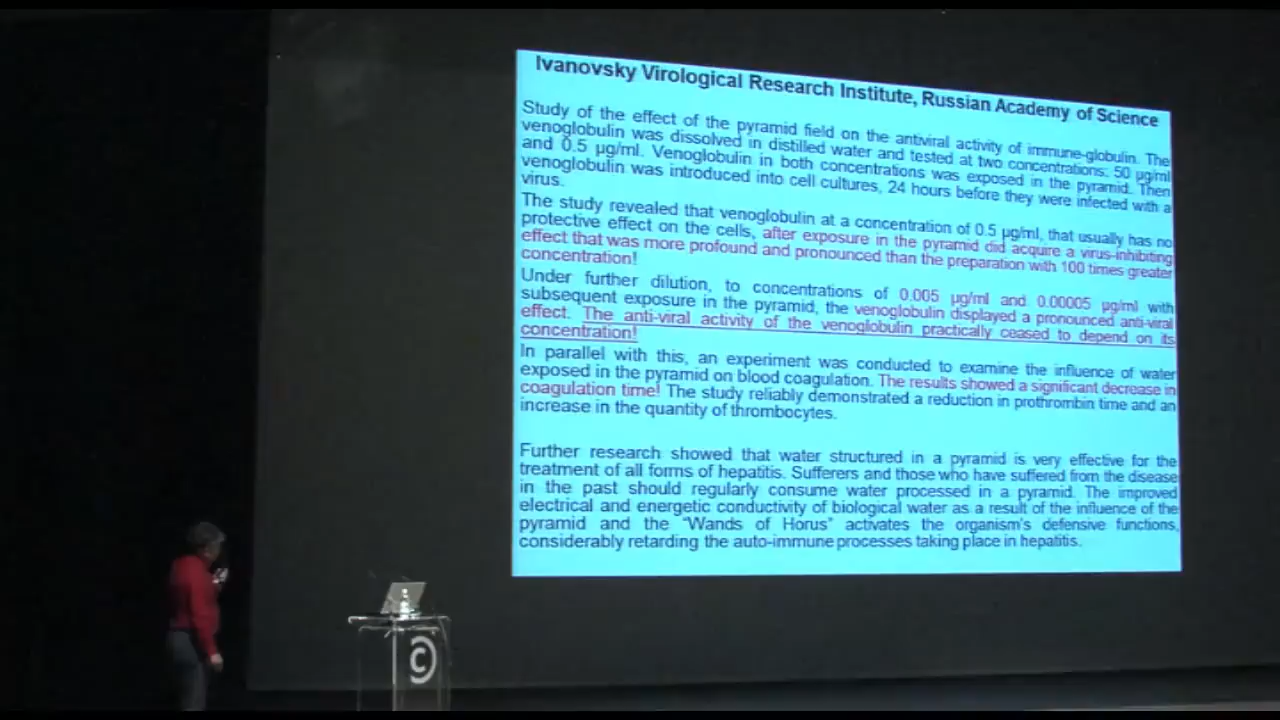 Ivanovsky Virological Research Institute, Russian Academy of Science
Study of the effect of the pyramid field on the antiviral activity of immune-globulin. The
venoglobulin was dissolved in distilled water and tested at two concentrations: 50 µg/ml
and 0.5 µg/ml. Venoglobulin in both concentrations was exposed in the pyramid. Then
venoglobulin was introduced into cell cultures, 24 hours before they were infected with a
virus.
The study revealed that venoglobulin at a concentration of 0.5 µg/ml, that usually has no
protective effect on the cells, after exposure in the pyramid did acquire a virus-inhibiting
effect that was more profound and pronounced than the preparation with 100 times greater
concentration!
Under further dilution, to concentrations of 0.005 µg/ml and 0.00005 µg/ml with
subsequent exposure in the pyramid, the venoglobulin displayed a pronounced anti-viral
effect. The anti-viral activity of the venoglobulin practically ceased to depend on its
concentration!
In parallel with this, an experiment was conducted to examine the influence of water
exposed in the pyramid on blood coagulation. The results showed a significant decrease in
coagulation time! The study reliably demonstrated a reduction in prothrombin time and an
increase in the quantity of thrombocytes.
Further research showed that water structured in a pyramid is very effective for the
treatment of all forms of hepatitis. Sufferers and those who have suffered from the disease
in the past should regularly consume water processed in a pyramid. The improved
electrical and energetic conductivity of biological water as a result of the influence of the
pyramid and the "Wands of Horus" activates the organism's defensive functions,
considerably retarding the auto-immune processes taking place in hepatitis.